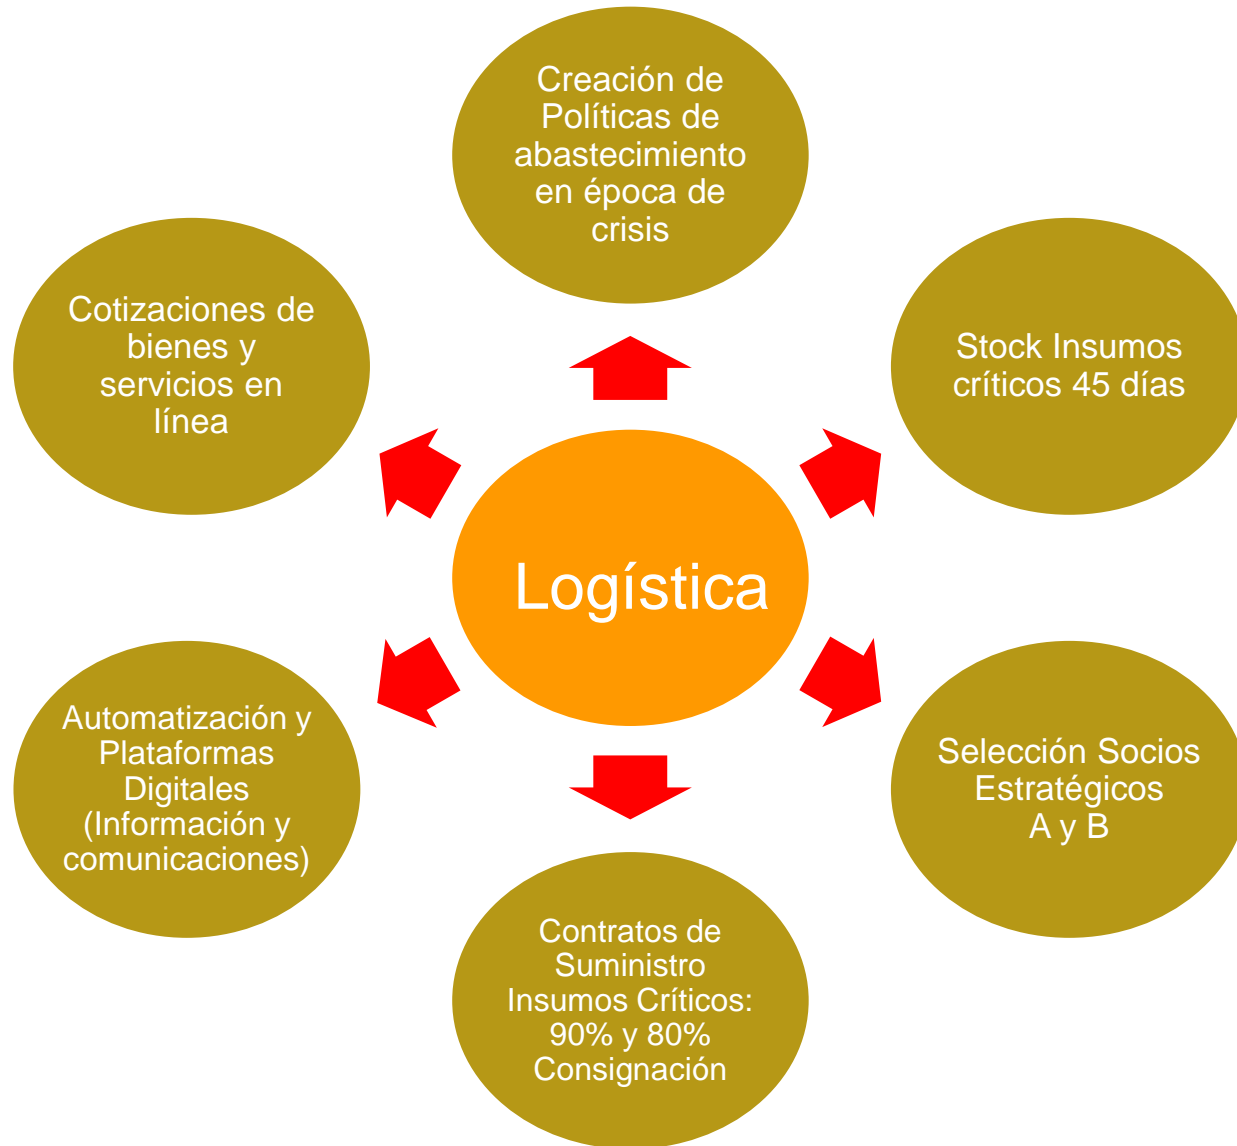 Creación de
Políticas de
abastecimiento
en época de
crisis
Cotizaciones de
bienes y
servicios en
línea
Stock Insumos
críticos 45 días
Logística
Automatización y
Plataformas
Digitales
(Información y
comunicaciones)
Selección Socios
Estratégicos
A y B
Contratos de
Suministro
Insumos Críticos:
90% y 80%
Consignación